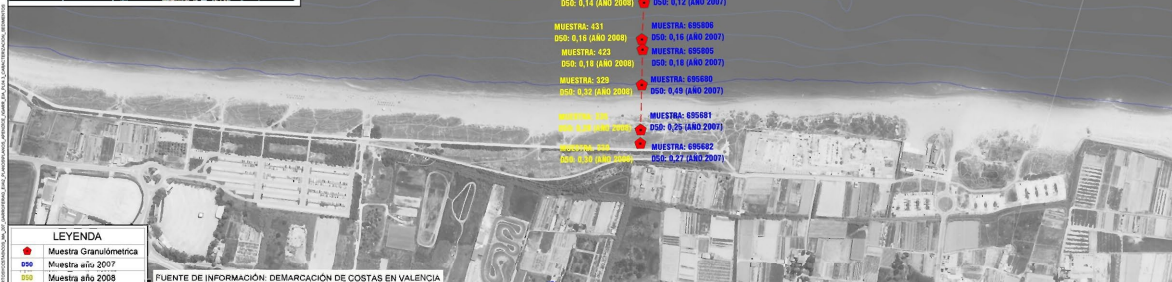 D50: 0,14 (AÑO 2008)
D50: 0,12 (AÑO 2007)
MUESTRA: 431
D50: 0,16 (AÑO 2008)
MUESTRA: 695806
D50: 0,16 (AÑO 2007)
MUESTRA: 423
D50: 0,18 (AÑO 2008)
MUESTRA: 695805
D50: 0,18 (AÑO 2007)
MUESTRA: 329
D50: 0,32 (AÑO 2008)
MUESTRA: 695680
D50: 0,49 (AÑO 2007)
MUESTRA:
MUESTRA: 695681
D50: 0,25 (AÑO 2007)
MUESTRA:
D50: 0,30 (AÑO 2008)
MUESTRA: 695682
D50: 0,27 (AÑO 2007)
LEYENDA
Muestra Granulómetrica
D50 Muestra año 2007
D50 Muestra año 2008
FUENTE DE INFORMACIÓN: DEMARCACIÓN DE COSTAS EN VALENCIA